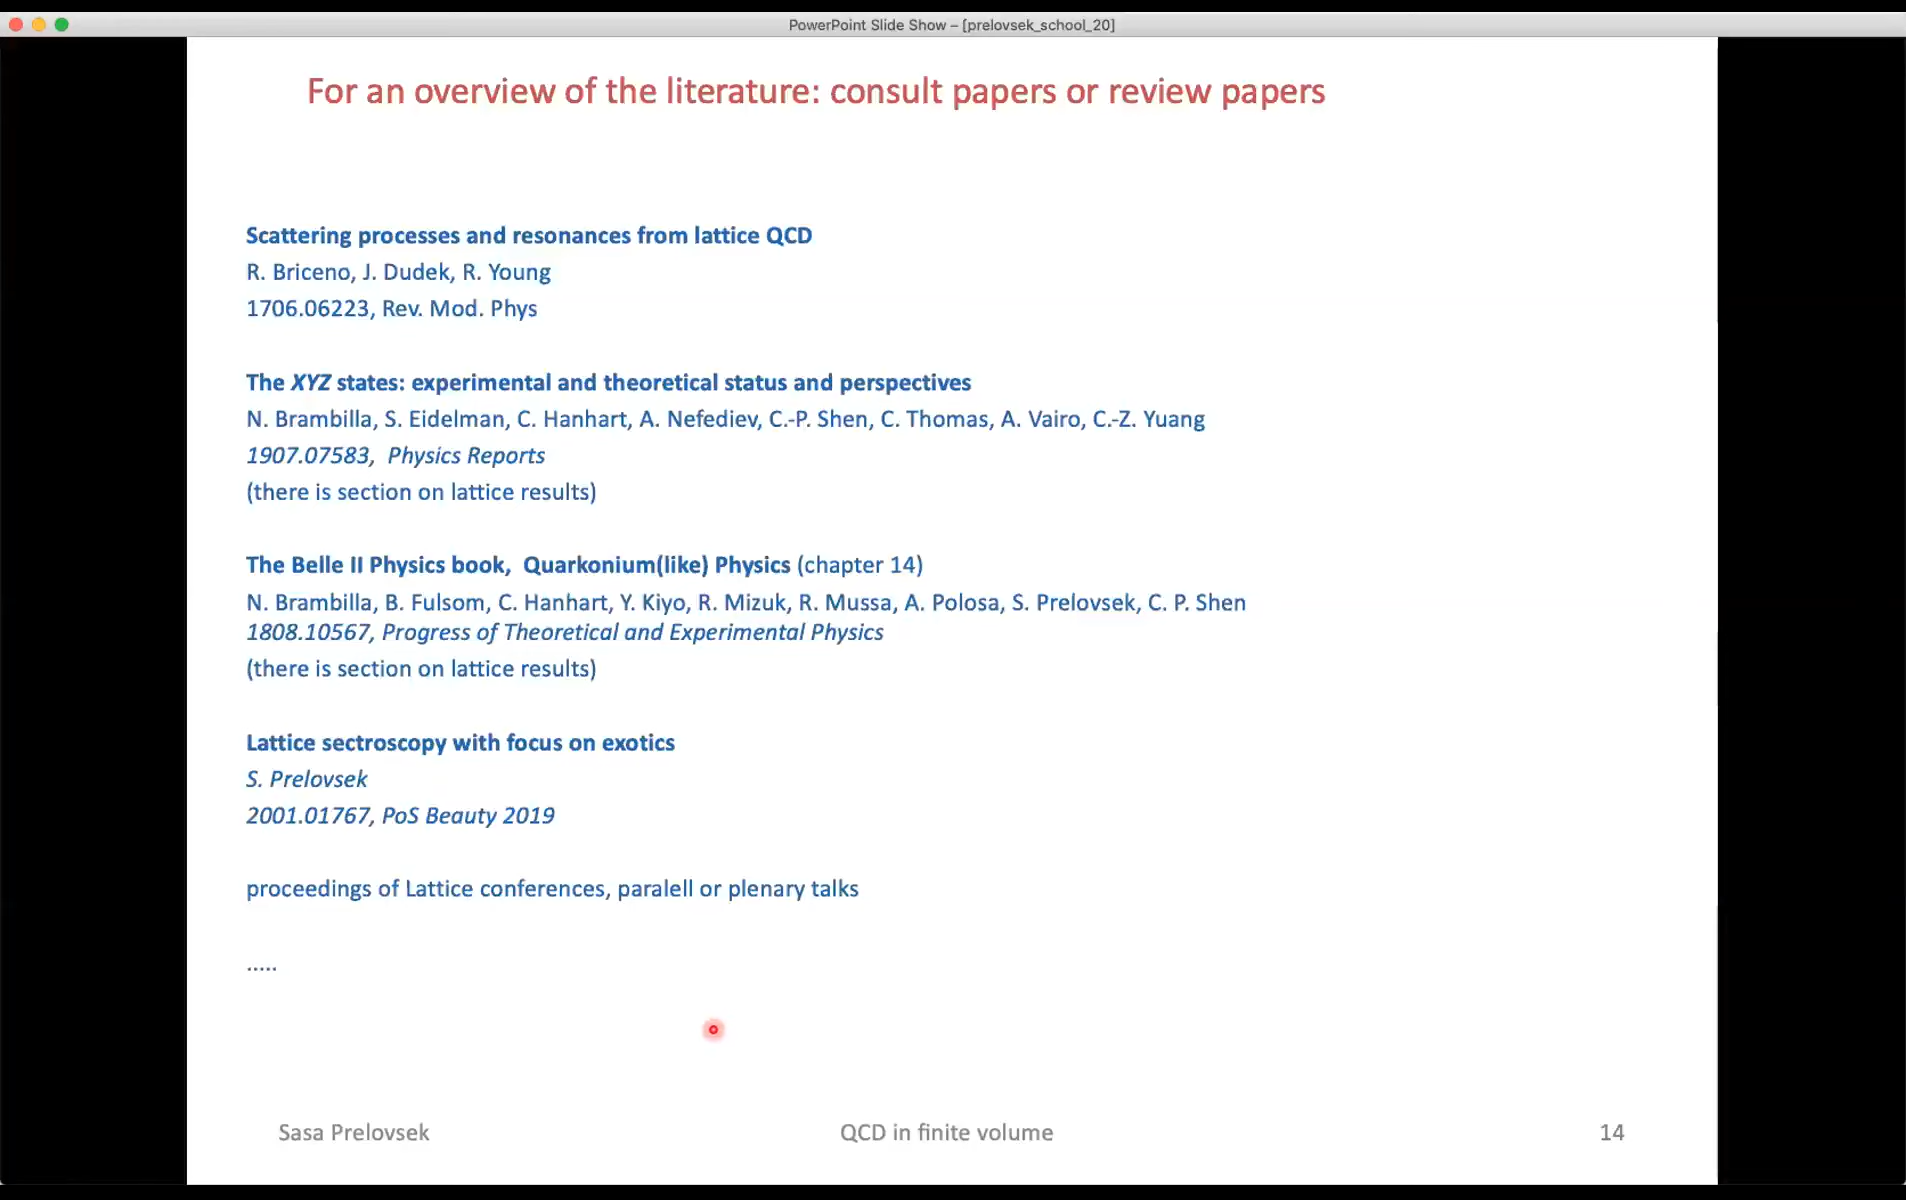 PowerPoint Slide Show – [prelovsek_school_20]
For an overview of the literature: consult papers or review papers
Scattering processes and resonances from lattice QCD
R. Briceno, J. Dudek, R. Young
1706.06223, Rev. Mod. Phys
The XYZ states: experimental and theoretical status and perspectives
N. Brambilla, S. Eidelman, C. Hanhart, A. Nefediev, C.-P. Shen, C. Thomas, A. Vairo, C.-Z. Yuang
1907.07583, Physics Reports
(there is section on lattice results)
The Belle II Physics book, Quarkonium(like) Physics (chapter 14)
N. Brambilla, B. Fulsom, C. Hanhart, Y. Kiyo, R. Mizuk, R. Mussa, A. Polosa, S. Prelovsek, C. P. Shen
1808.10567, Progress of Theoretical and Experimental Physics
(there is section on lattice results)
Lattice sectroscopy with focus on exotics
S. Prelovsek
2001.01767, PoS Beauty 2019
proceedings of Lattice conferences, paralell or plenary talks
.....
Sasa Prelovsek
QCD in finite volume
14